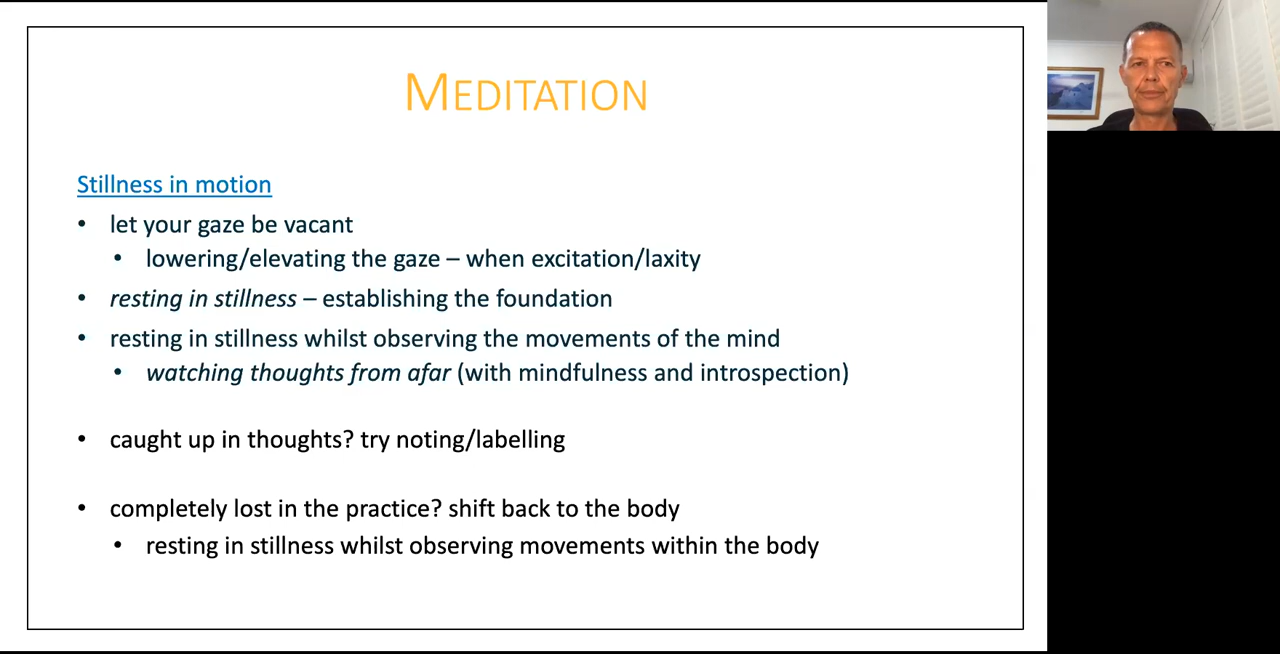 MEDITATION
Stillness in motion
• let your gaze be vacant
• lowering/elevating the gaze – when excitation/laxity
• resting in stillness – establishing the foundation
• resting in stillness whilst observing the movements of the mind
• watching thoughts from afar (with mindfulness and introspection)
• caught up in thoughts? try noting/labelling
• completely lost in the practice? shift back to the body
• resting in stillness whilst observing movements within the body